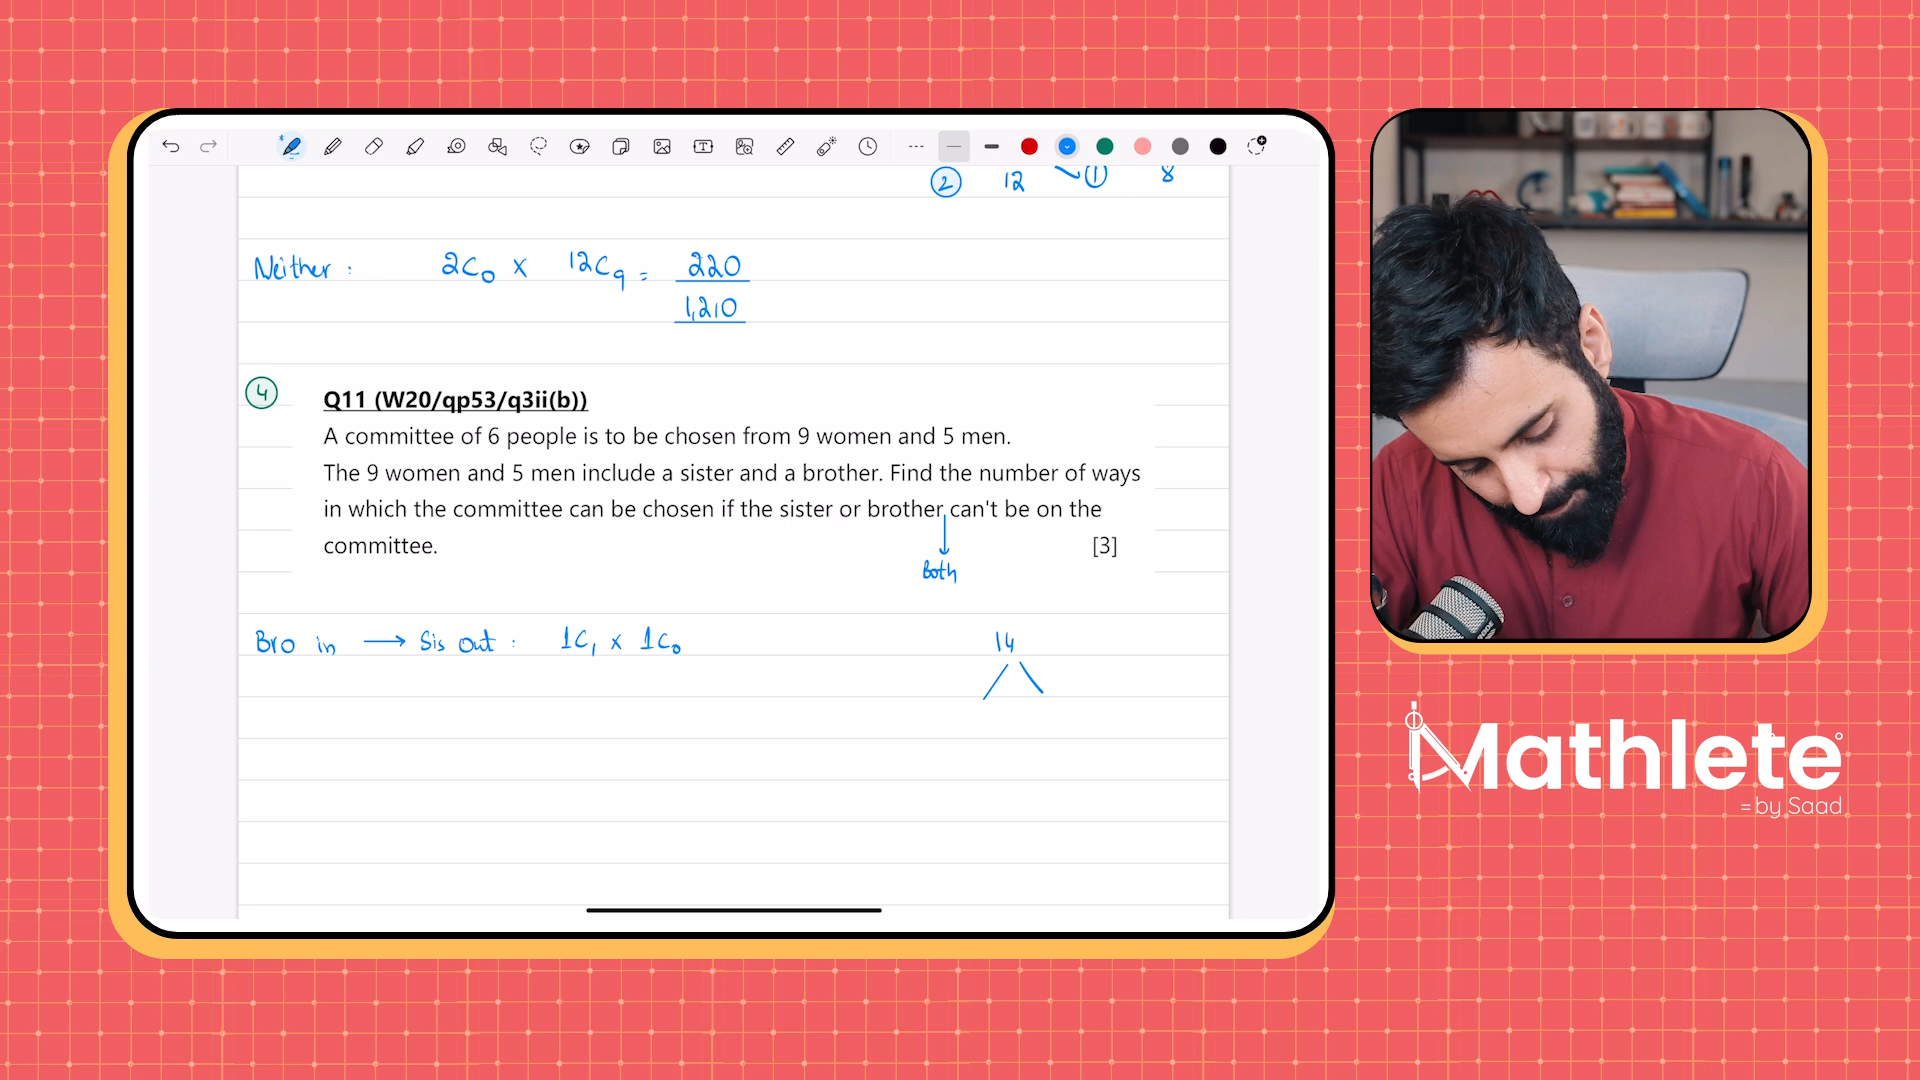 2 12 1 8
Neither : 2C0 x 12C9 = 220
1,210
4
Q11 (W20/qp53/q3ii(b))
A committee of 6 people is to be chosen from 9 women and 5 men.
The 9 women and 5 men include a sister and a brother. Find the number of ways
in which the committee can be chosen if the sister or brother can't be on the
committee. [3]
Both
Bro in → Sis Out : 1C1 x 1C0 14
Mathlete
= by Saad